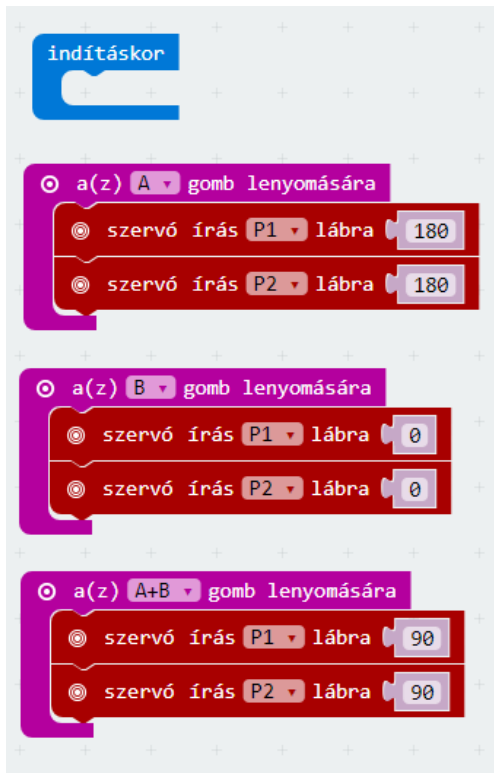 indításkor
a(z) A gomb lenyomására
szervó írás P1 lábra 180
szervó írás P2 lábra 180
a(z) B gomb lenyomására
szervó írás P1 lábra 0
szervó írás P2 lábra 0
a(z) A+B gomb lenyomására
szervó írás P1 lábra 90
szervó írás P2 lábra 90